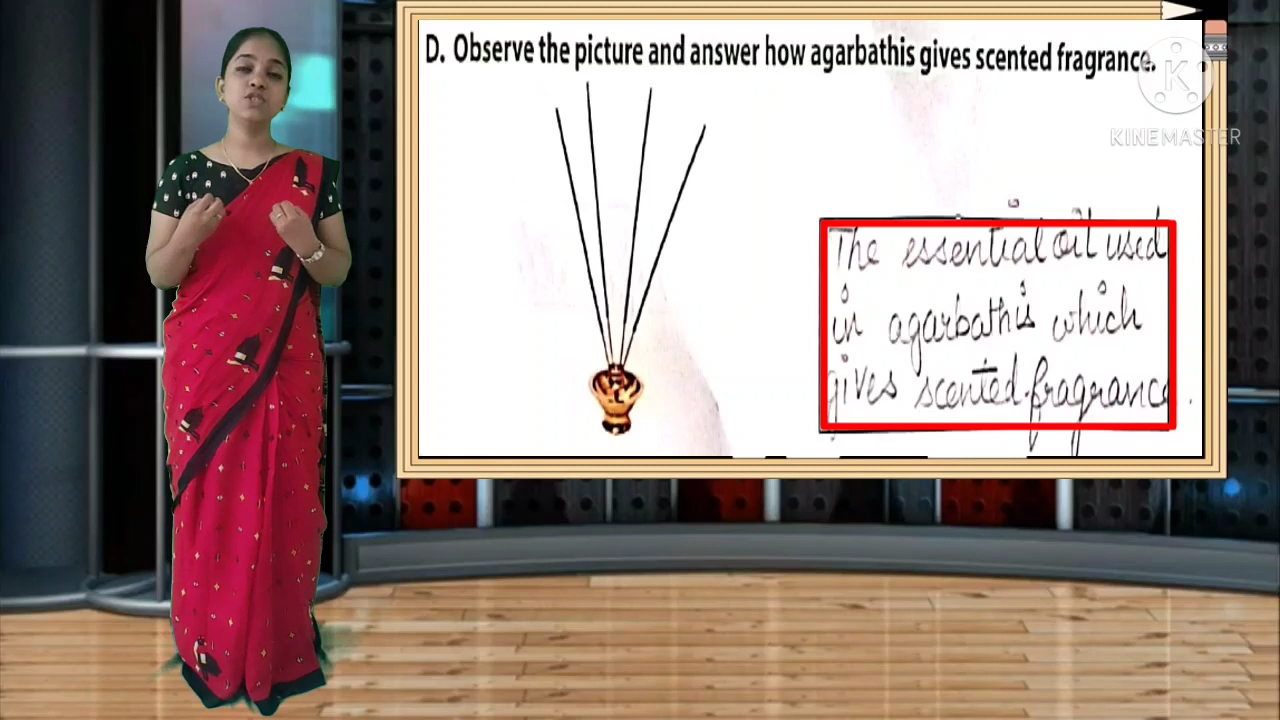 D. Observe the picture and answer how agarbathis gives scented fragrance.
K
KINEMASTER
The essential oil used
in agarbathis which
gives scented fragrance.